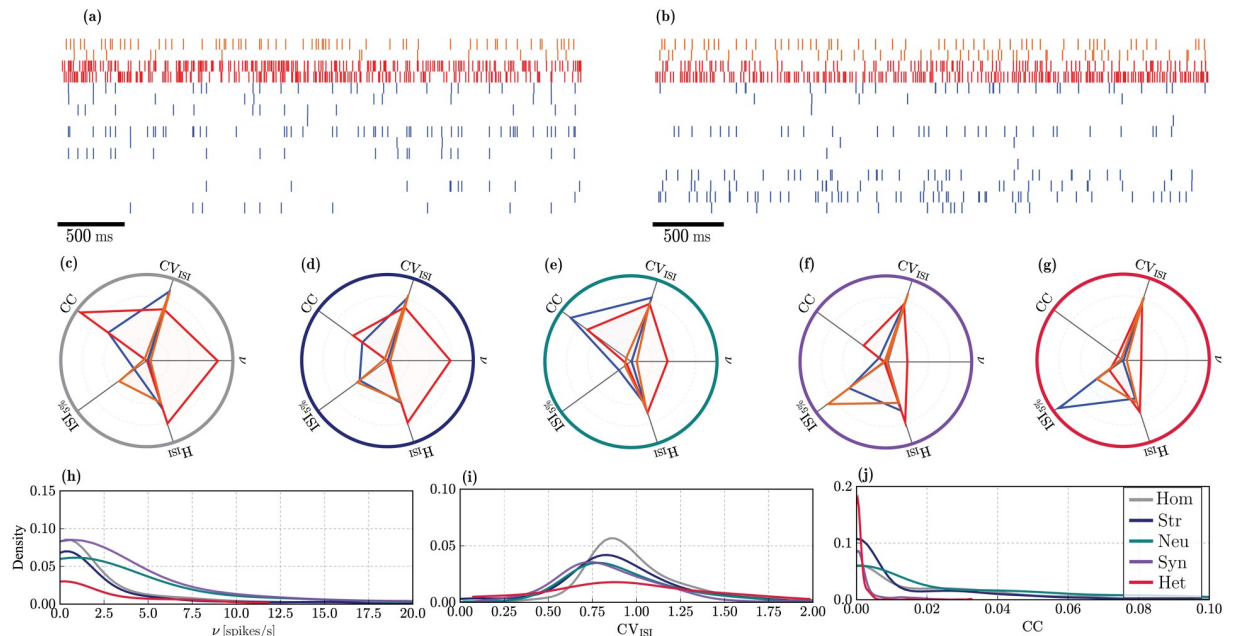 (a)
(b)
500 ms
500 ms
(c)
CV_ISI
CC
ν
ISI_5%
H_ISI
(d)
CV_ISI
CC
ν
ISI_5%
H_ISI
(e)
CV_ISI
CC
ν
ISI_5%
H_ISI
(f)
CV_ISI
CC
ν
ISI_5%
H_ISI
(g)
CV_ISI
CC
ν
ISI_5%
H_ISI
(h)
0.15
0.10
0.05
0.00
Density
0.0 2.5 5.0 7.5 10.0 12.5 15.0 17.5 20.0
ν [spikes/s]
(i)
0.10
0.05
0.00
0.00 0.25 0.50 0.75 1.00 1.25 1.50 1.75 2.00
CV_ISI
(j)
0.2
0.1
0.0
0.00 0.02 0.04 0.06 0.08 0.10
CC
Hom
Str
Neu
Syn
Het